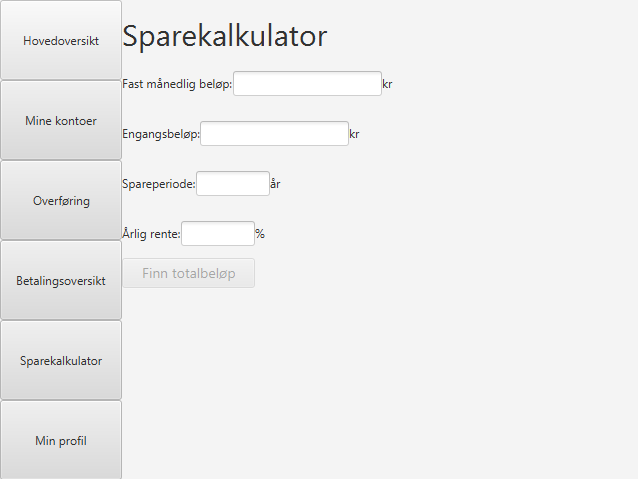 Hovedoversikt
Mine kontoer
Overføring
Betalingsoversikt
Sparekalkulator
Min profil
Sparekalkulator
Fast månedlig beløp: kr
Engangsbeløp: kr
Spareperiode: år
Årlig rente: %
Finn totalbeløp